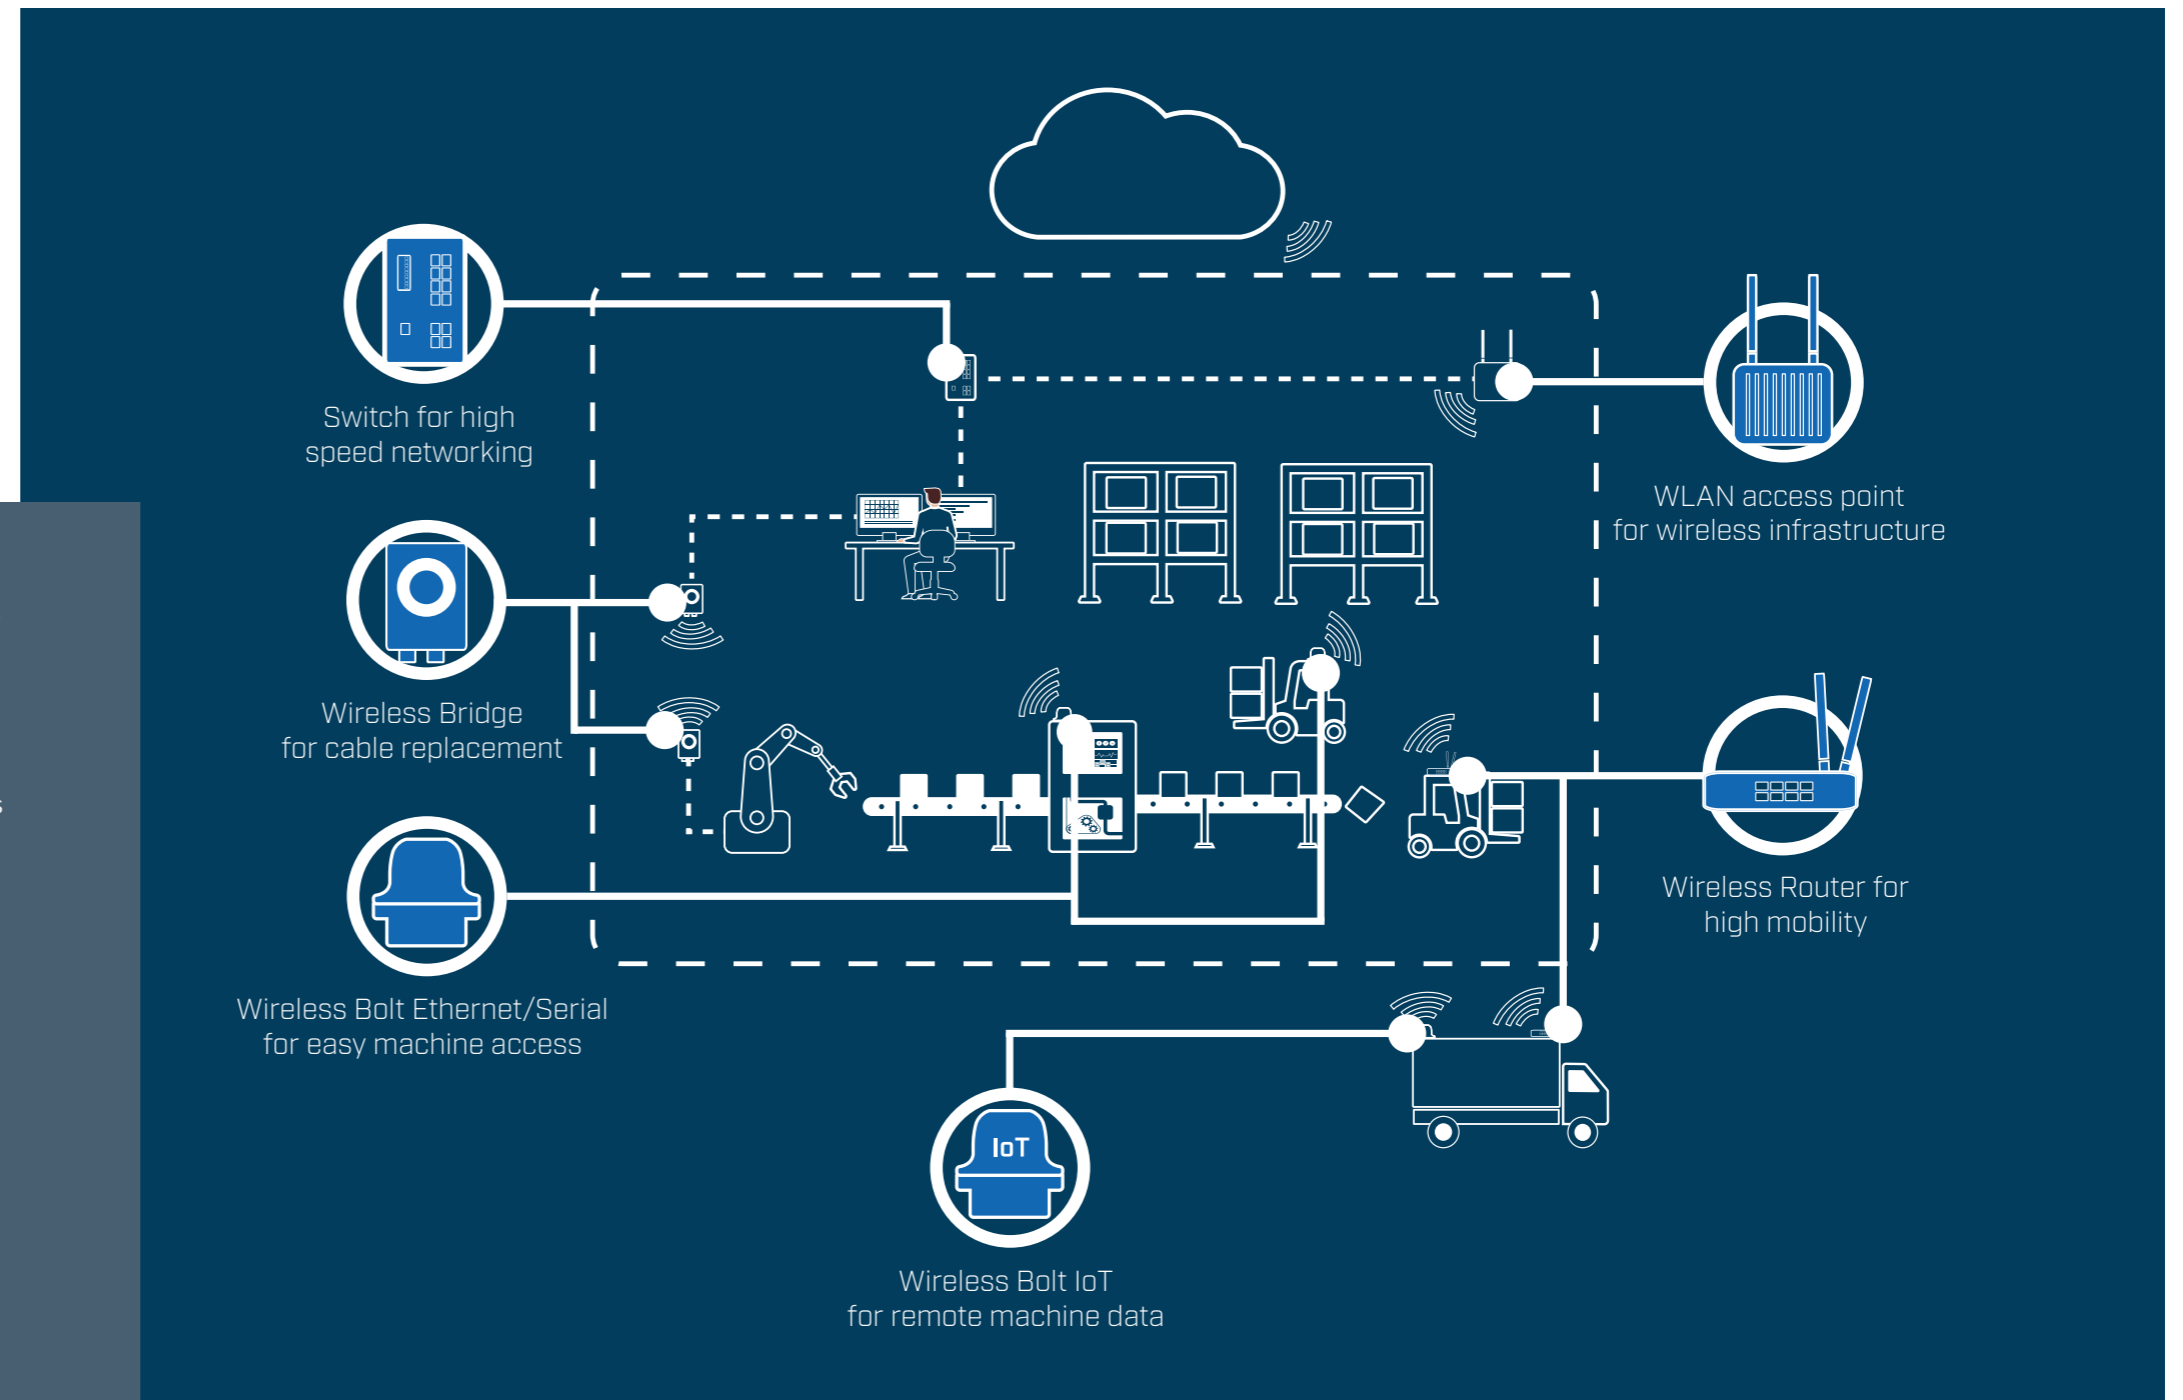 Switch for high
speed networking
WLAN access point
for wireless infrastructure
Wireless Bridge
for cable replacement
s
Wireless Router for
high mobility
Wireless Bolt Ethernet/Serial
for easy machine access
IoT
Wireless Bolt IoT
for remote machine data